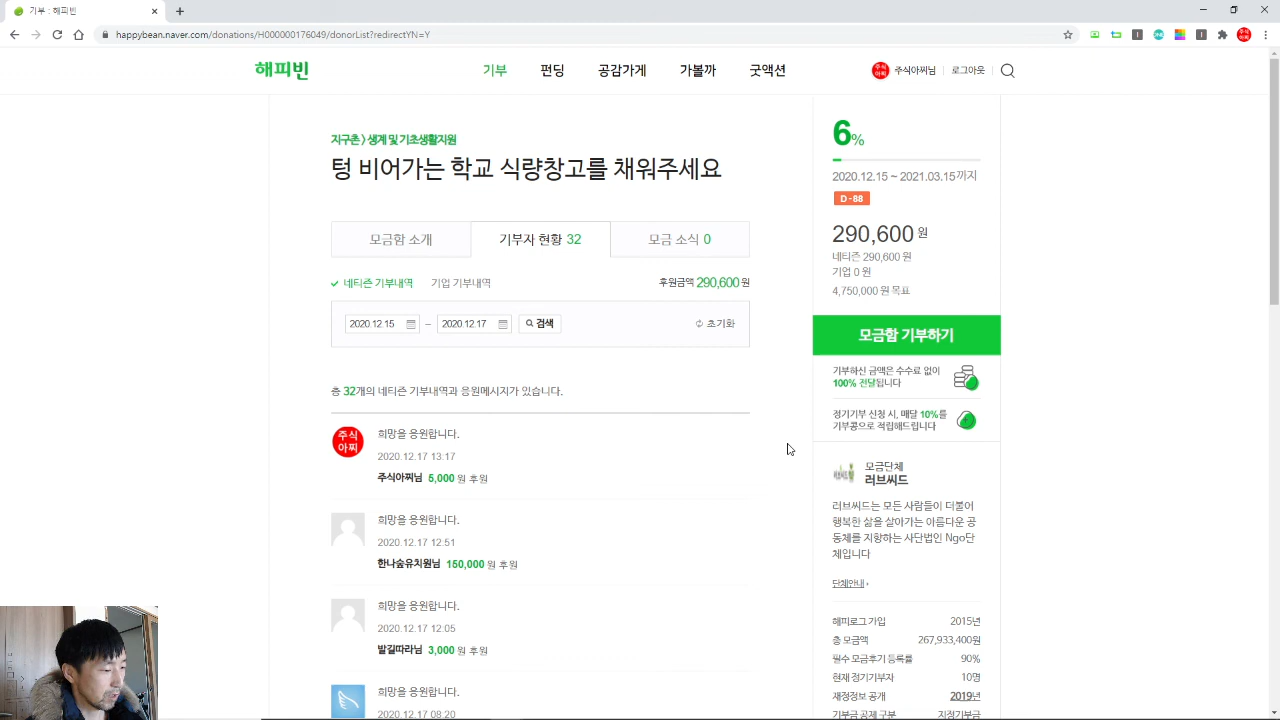 기부 : 해피빈
happybean.naver.com/donations/H000000176049/donorList?redirectYN=Y
해피빈
기부
펀딩
공감가게
가볼까
굿액션
주식아찌님
로그아웃
지구촌 > 생계 및 기초생활지원
텅 비어가는 학교 식량창고를 채워주세요
모금함 소개
기부자 현황 32
모금 소식 0
네티즌 기부내역
기업 기부내역
후원금액 290,600 원
2020.12.15 – 2020.12.17 검색
초기화
총 32개의 네티즌 기부내역과 응원메시지가 있습니다.
주식
아찌
희망을 응원합니다.
2020.12.17 13:17
주식아찌님 5,000 원 후원
희망을 응원합니다.
2020.12.17 12:51
한나숲유치원님 150,000 원 후원
희망을 응원합니다.
2020.12.17 12:05
발길따라님 3,000 원 후원
희망을 응원합니다.
2020.12.17 08:20
6%
2020.12.15 ~ 2021.03.15까지
D-88
290,600 원
네티즌 290,600 원
기업 0 원
4,750,000 원 목표
모금함 기부하기
기부하신 금액은 수수료 없이
100% 전달됩니다
정기기부 신청 시, 매달 10%를
기부콩으로 적립해드립니다
모금단체
러브씨드
러브씨드는 모든 사람들이 더불어
행복한 삶을 살아가는 아름다운 공
동체를 지향하는 사단법인 Ngo단
체입니다
단체안내
해피로그 가입 2015년
총 모금액 267,933,400원
필수 모금후기 등록률 90%
현재 정기기부자 10명
재정정보 공개 2019년
기부금 공제 구분 지정기부금